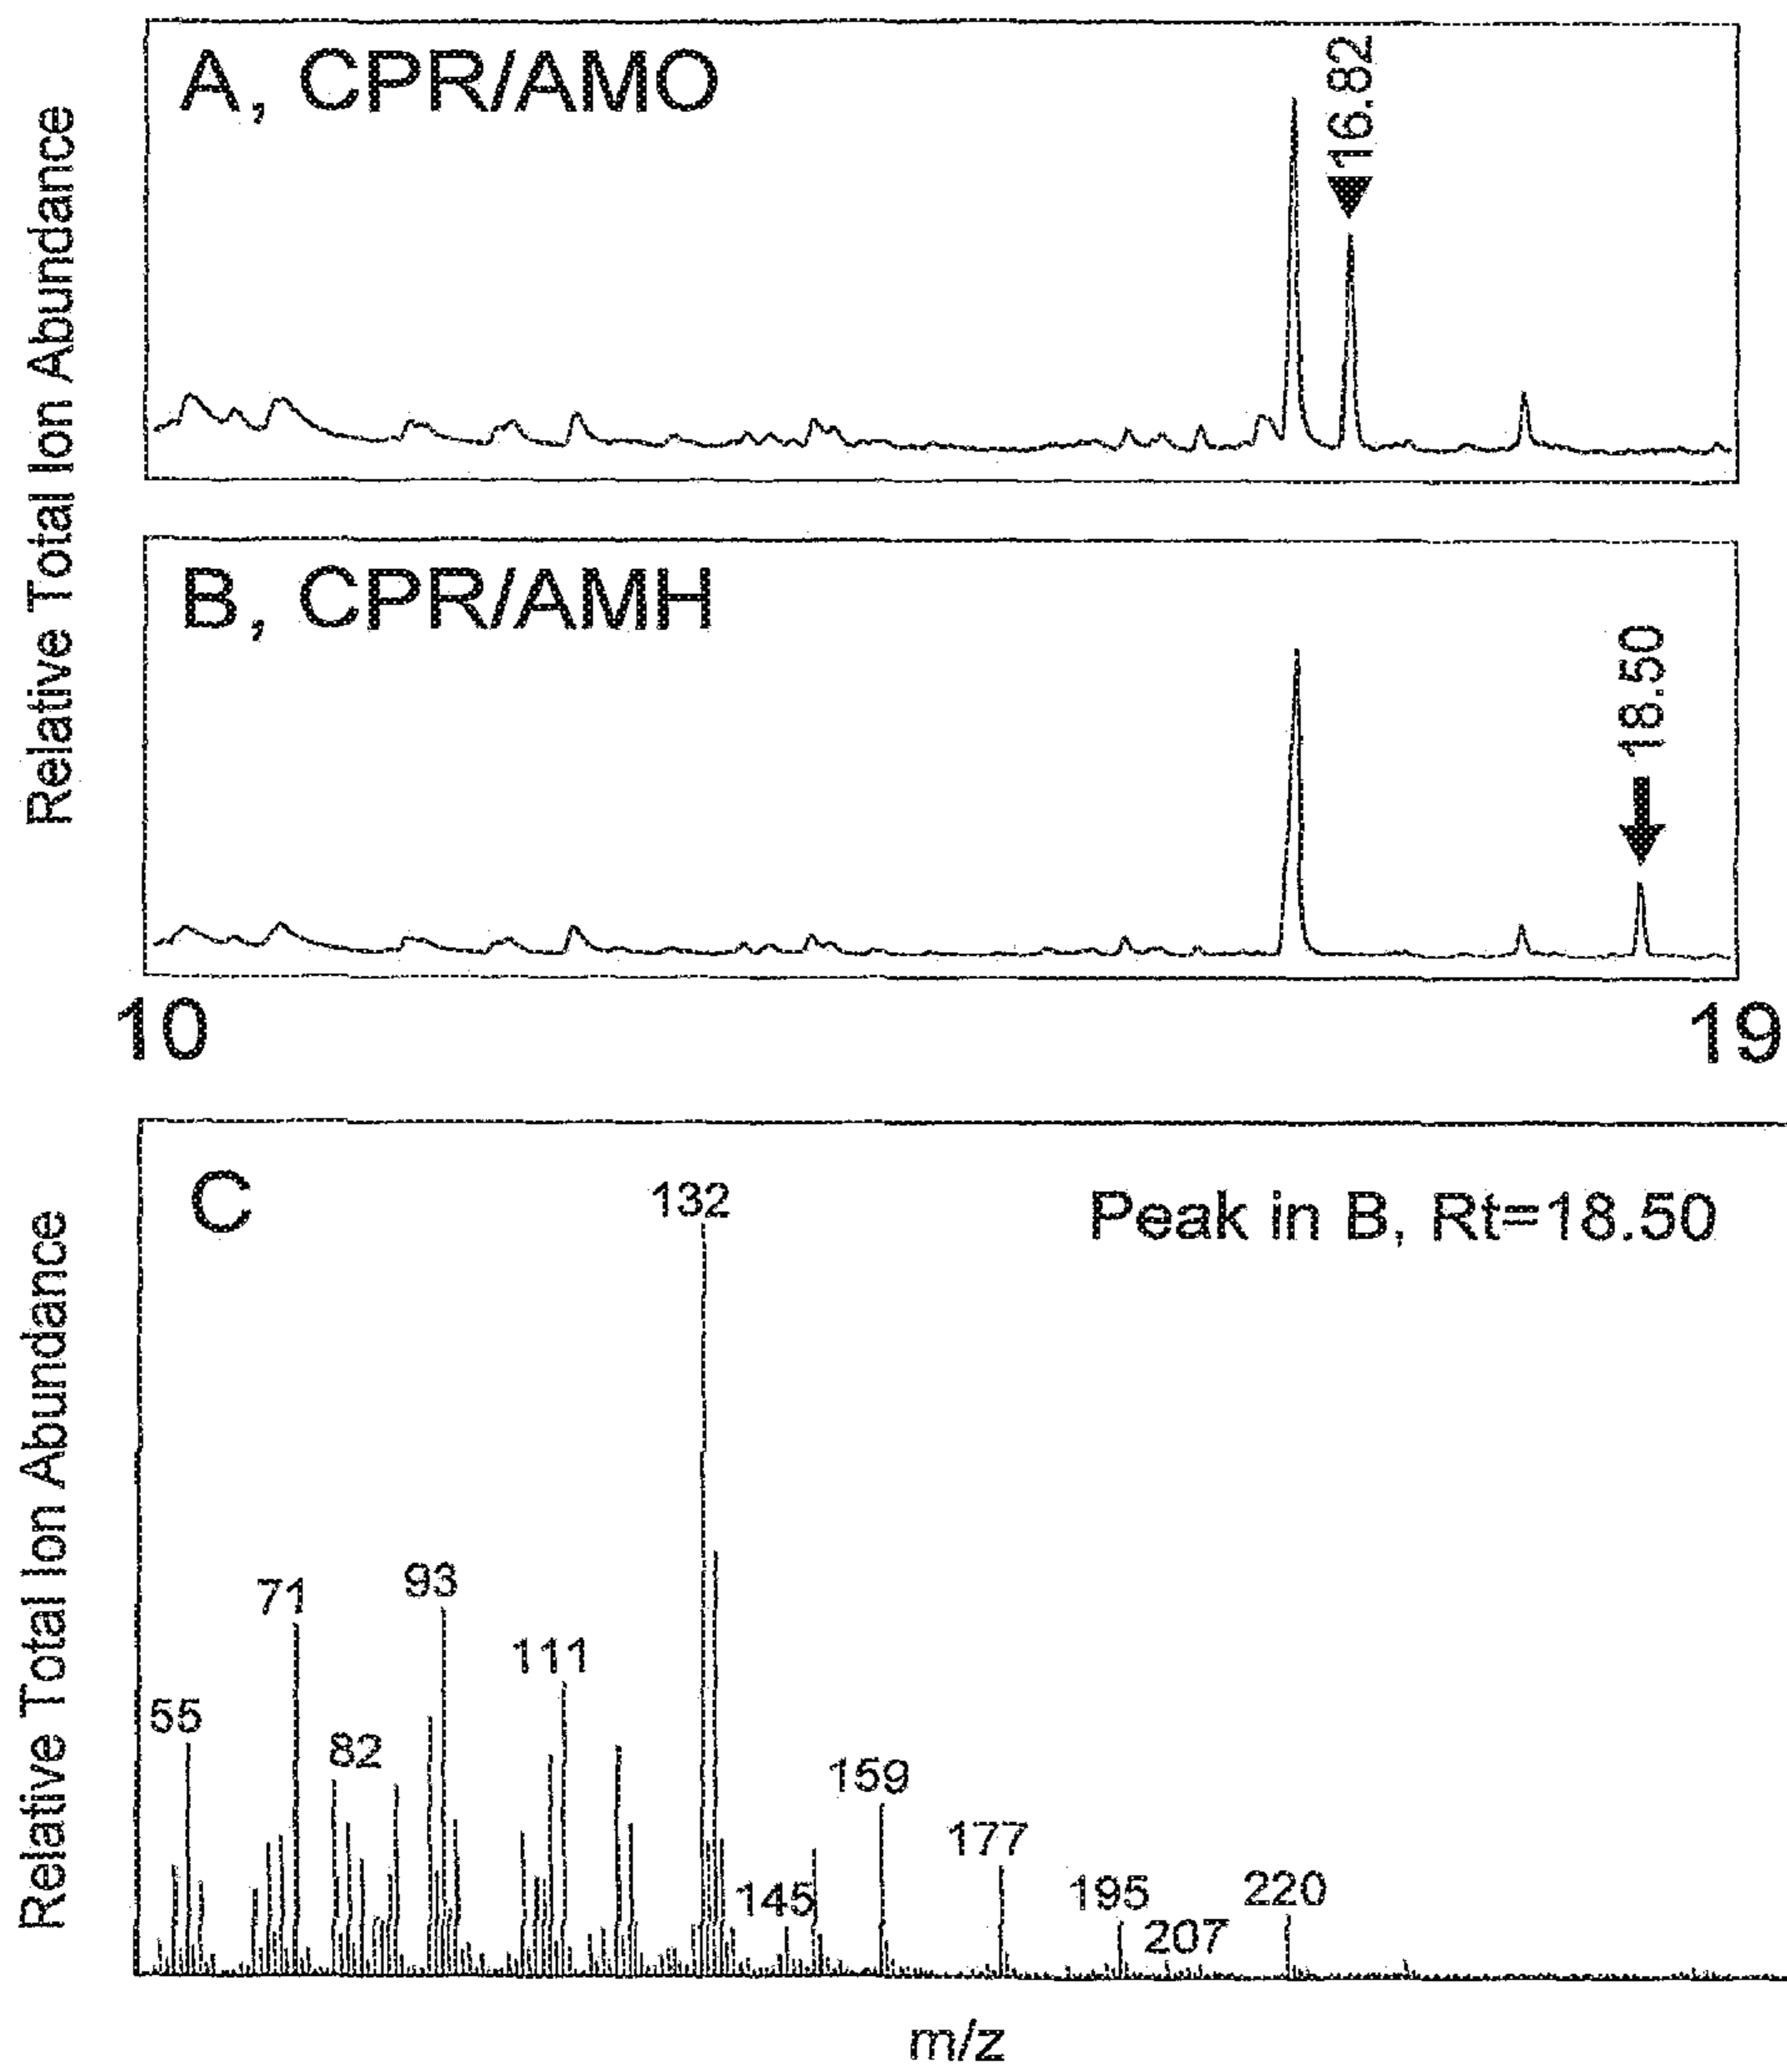 Relative Total Ion Abundance
A, CPR/AMO
16.82
B, CPR/AMH
18.50
10
19
Relative Total Ion Abundance
C
Peak in B, Rt=18.50
132
71
93
111
55
82
159
177
145
195
220
207
m/z